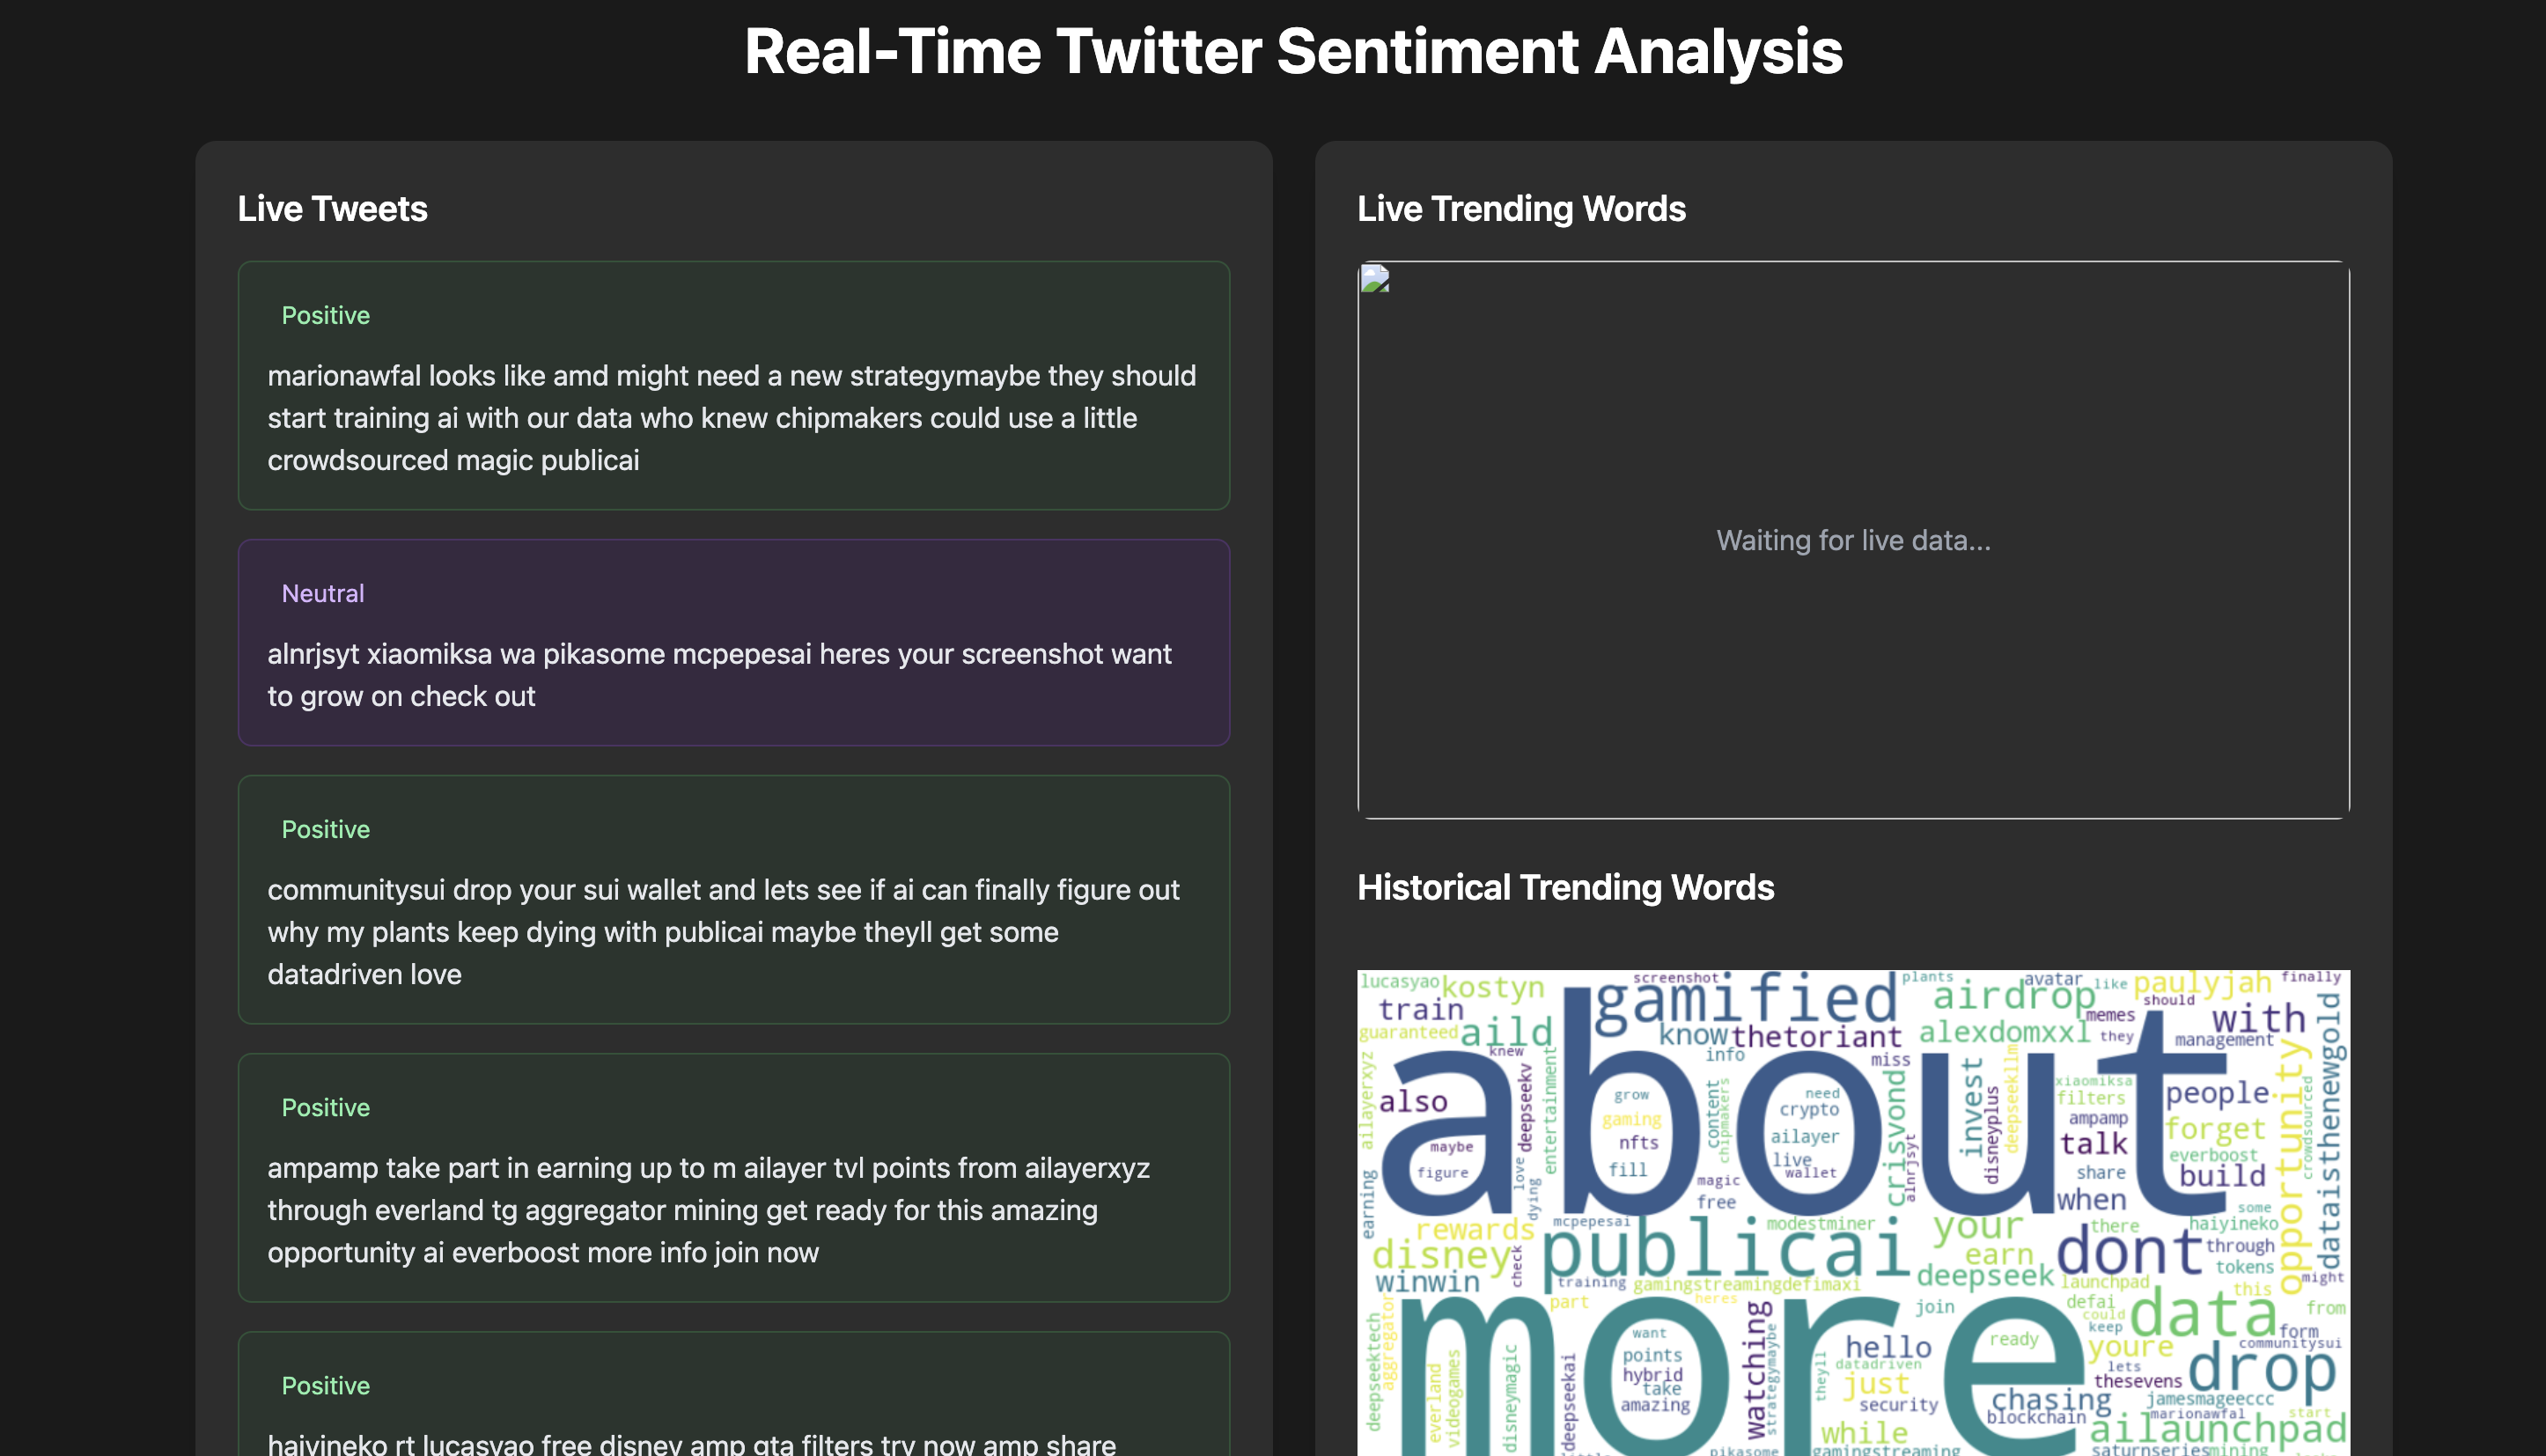 Real-Time Twitter Sentiment Analysis
Live Tweets
Positive
marionawfal looks like amd might need a new strategymaybe they should
start training ai with our data who knew chipmakers could use a little
crowdsourced magic publicai
Neutral
alnrjsyt xiaomiksa wa pikasome mcpepesai heres your screenshot want
to grow on check out
Positive
communitysui drop your sui wallet and lets see if ai can finally figure out
why my plants keep dying with publicai maybe theyll get some
datadriven love
Positive
ampamp take part in earning up to m ailayer tvl points from ailayerxyz
through everland tg aggregator mining get ready for this amazing
opportunity ai everboost more info join now
Positive
haiyineko rt lucasyao free disney amp gta filters try now amp share
Live Trending Words
Waiting for live data...
Historical Trending Words
lucasyao
kostyn
screenshot
gamified
plants
avatar
like
paulyjah
finally
train
airdrop
should
memes
with
guaranteed
aild
know
thetoriant
alexdomxxl
they
management
knew
info
miss
about
also
ailayerxyz
deepseekv
entertainment
grow
gaming
nfts
fill
content
chipmakers
need
crypto
ailayer
live
wallet
crisvond
alnrjsyt
invest
disneyplus
deepseekllm
xiaomiksa
filters
ampamp
talk
share
when
people
forget
everboost
build
opportunity
crowdsourced
dataisthenewgold
maybe
figure
love
dying
magic
free
earning
rewards
mcpepesai
modestminer
your
there
some
haiyineko
disney
check
publicai
earn
dont
through
winwin
training
gamingstreamingdefimaxi
deepseek
launchpad
tokens
this
might
part
heres
more
join
defai
could
keep
data
from
form
deepseektech
aggregator
everland
videogames
disneymagic
deepseekai
want
points
hybrid
take
amazing
watching
strategymaybe
theyll
hello
datadriven
just
security
while
ready
youre
communitysui
lets
thesevens
drop
chasing
blockchain
jamesmageeccc
marionawfal
start
ailaunchpad
pikasome
gamingstreaming
saturnseries
mining